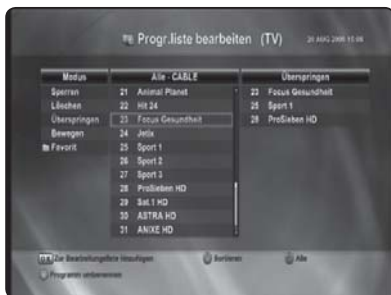 Progr.liste bearbeiten (TV)
Modus
Sperren
Löschen
Überspringen
Bewegen
Favorit
Alle - CABLE
21 Animal Planet
22 Hit 24
23 Focus Gesundheit
24 Jetix
25 Sport 1
26 Sport 2
27 Sport 3
28 ProSieben HD
29 Sat.1 HD
30 ASTRA HD
31 ANIXE HD
Überspringen
23 Focus Gesundheit
25 Sport 1
28 ProSieben HD
Zur Bearbeitungsliste hinzufügen
Sortieren
Alle
Programm umbenennen